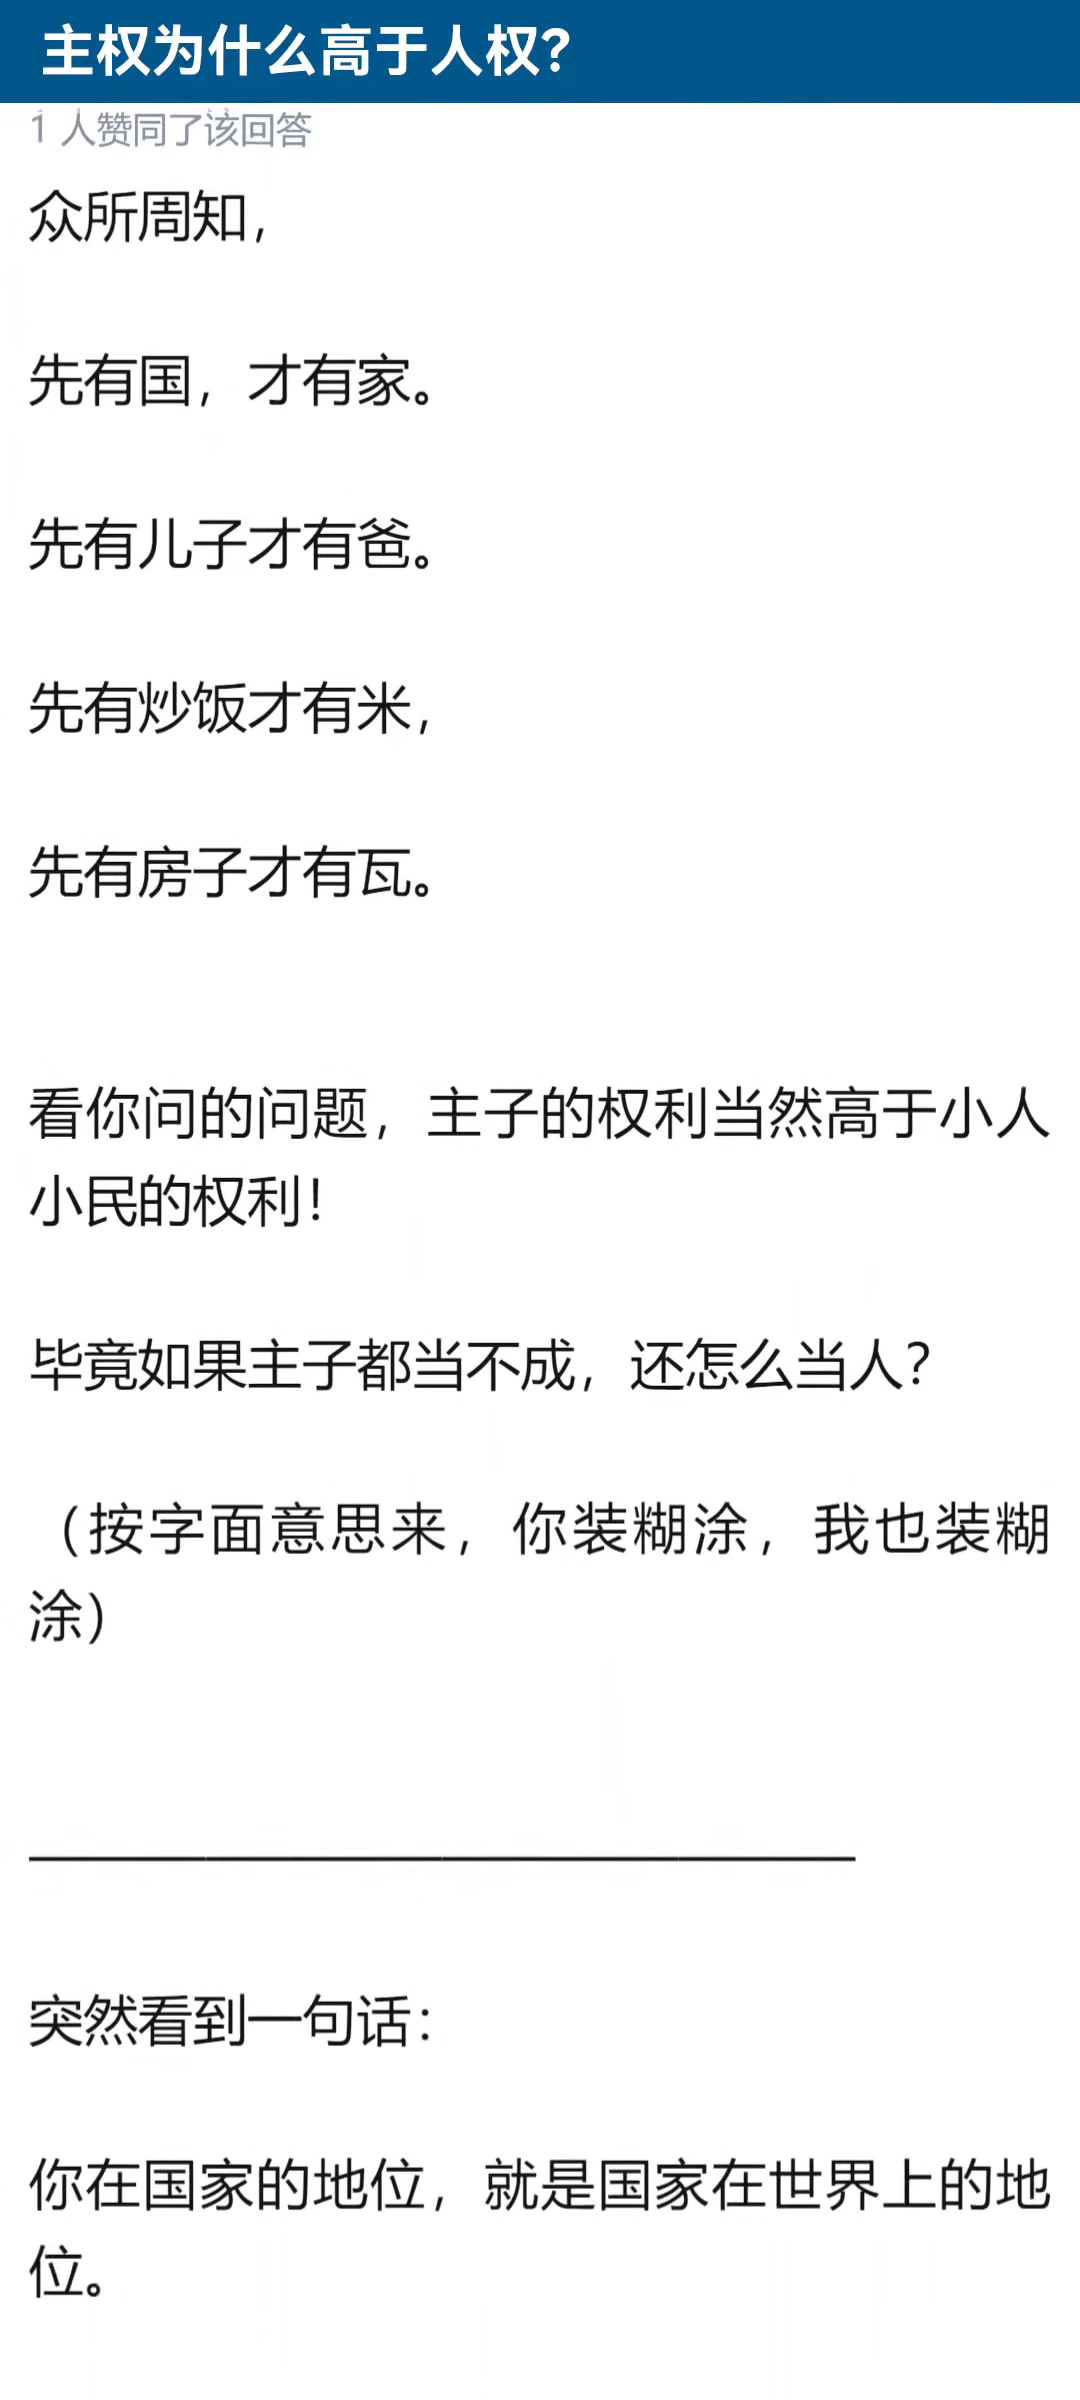 主权为什么高于人权？
1 人赞同了该回答
众所周知，
先有国，才有家。
先有儿子才有爸。
先有炒饭才有米，
先有房子才有瓦。
看你问的问题，主子的权利当然高于小人
小民的权利！
毕竟如果主子都当不成，还怎么当人？
（按字面意思来，你装糊涂，我也装糊
涂）
突然看到一句话：
你在国家的地位，就是国家在世界上的地
位。